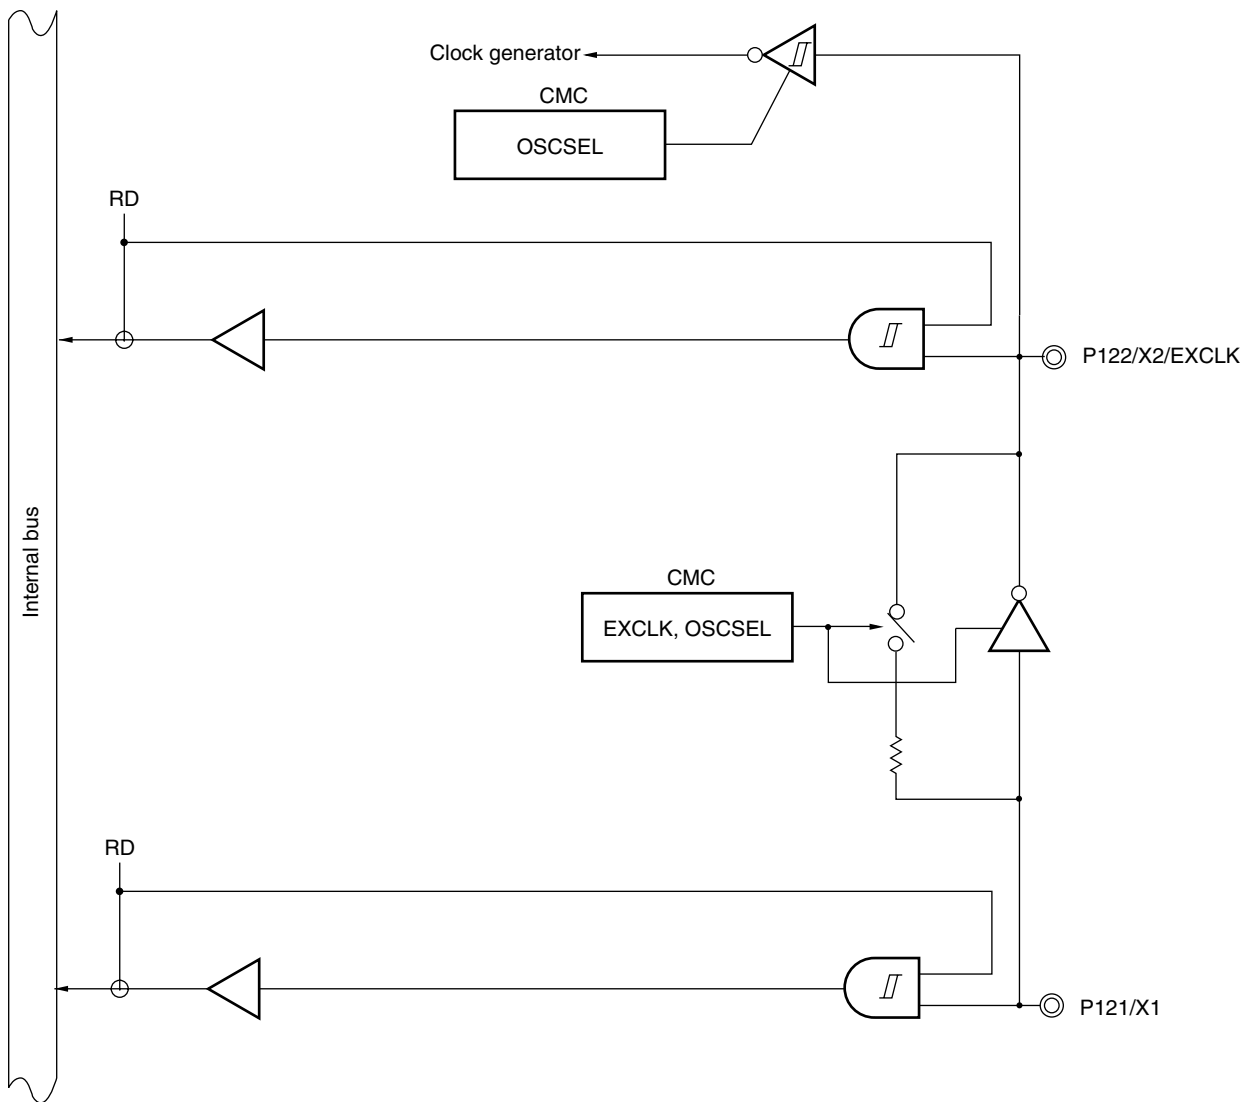 Clock generator
CMC
OSCSEL
RD
P122/X2/EXCLK
Internal bus
CMC
EXCLK, OSCSEL
RD
P121/X1